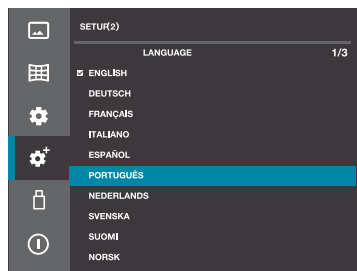 SETUP(2)
LANGUAGE 1/3
ENGLISH
DEUTSCH
FRANÇAIS
ITALIANO
ESPAÑOL
PORTUGUÊS
NEDERLANDS
SVENSKA
SUOMI
NORSK